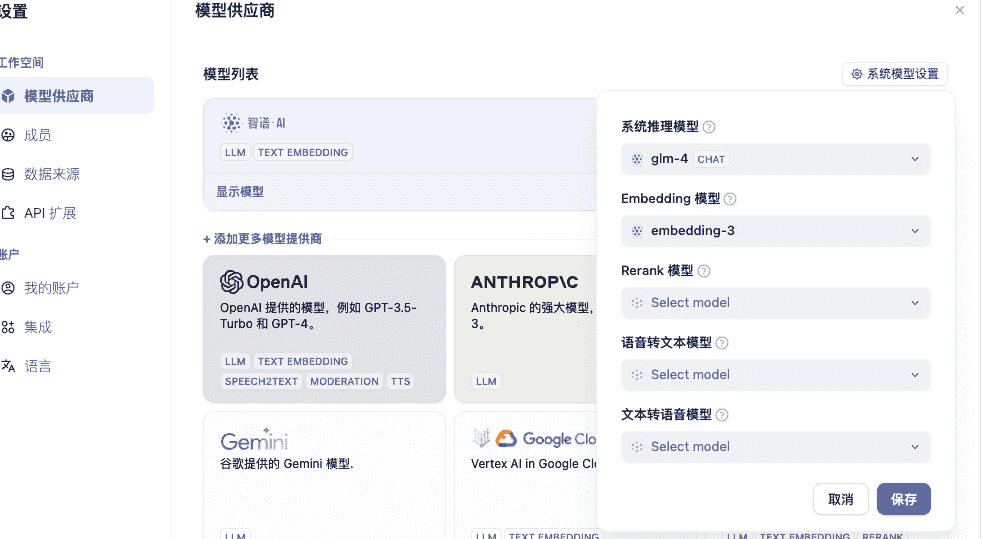 设置
模型供应商
工作空间
模型供应商
成员
数据来源
API 扩展
账户
我的账户
集成
语言
模型列表
系统模型设置
智谱·AI
LLM
TEXT EMBEDDING
显示模型
+ 添加更多模型提供商
OpenAI
OpenAI 提供的模型，例如 GPT-3.5-
Turbo 和 GPT-4。
LLM
TEXT EMBEDDING
SPEECH2TEXT
MODERATION
TTS
ANTHROP\C
Anthropic 的强大模型，
3。
LLM
Gemini
谷歌提供的 Gemini 模型.
LLM
Google Clo
Vertex AI in Google Clo
LLM
TEXT EMBEDDING
LLM
TEXT EMBEDDING
RERANK
系统推理模型
glm-4
CHAT
Embedding 模型
embedding-3
Rerank 模型
Select model
语音转文本模型
Select model
文本转语音模型
Select model
取消
保存